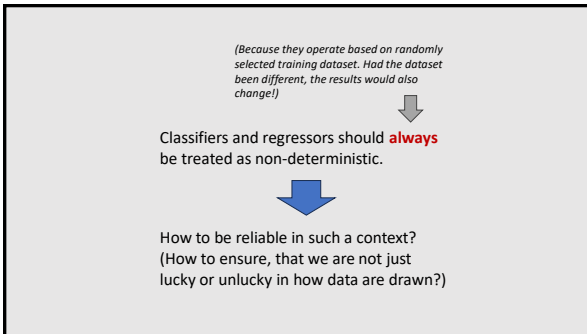 (Because they operate based on randomly
selected training dataset. Had the dataset
been different, the results would also
change!)
Classifiers and regressors should always
be treated as non-deterministic.
How to be reliable in such a context?
(How to ensure, that we are not just
lucky or unlucky in how data are drawn?)